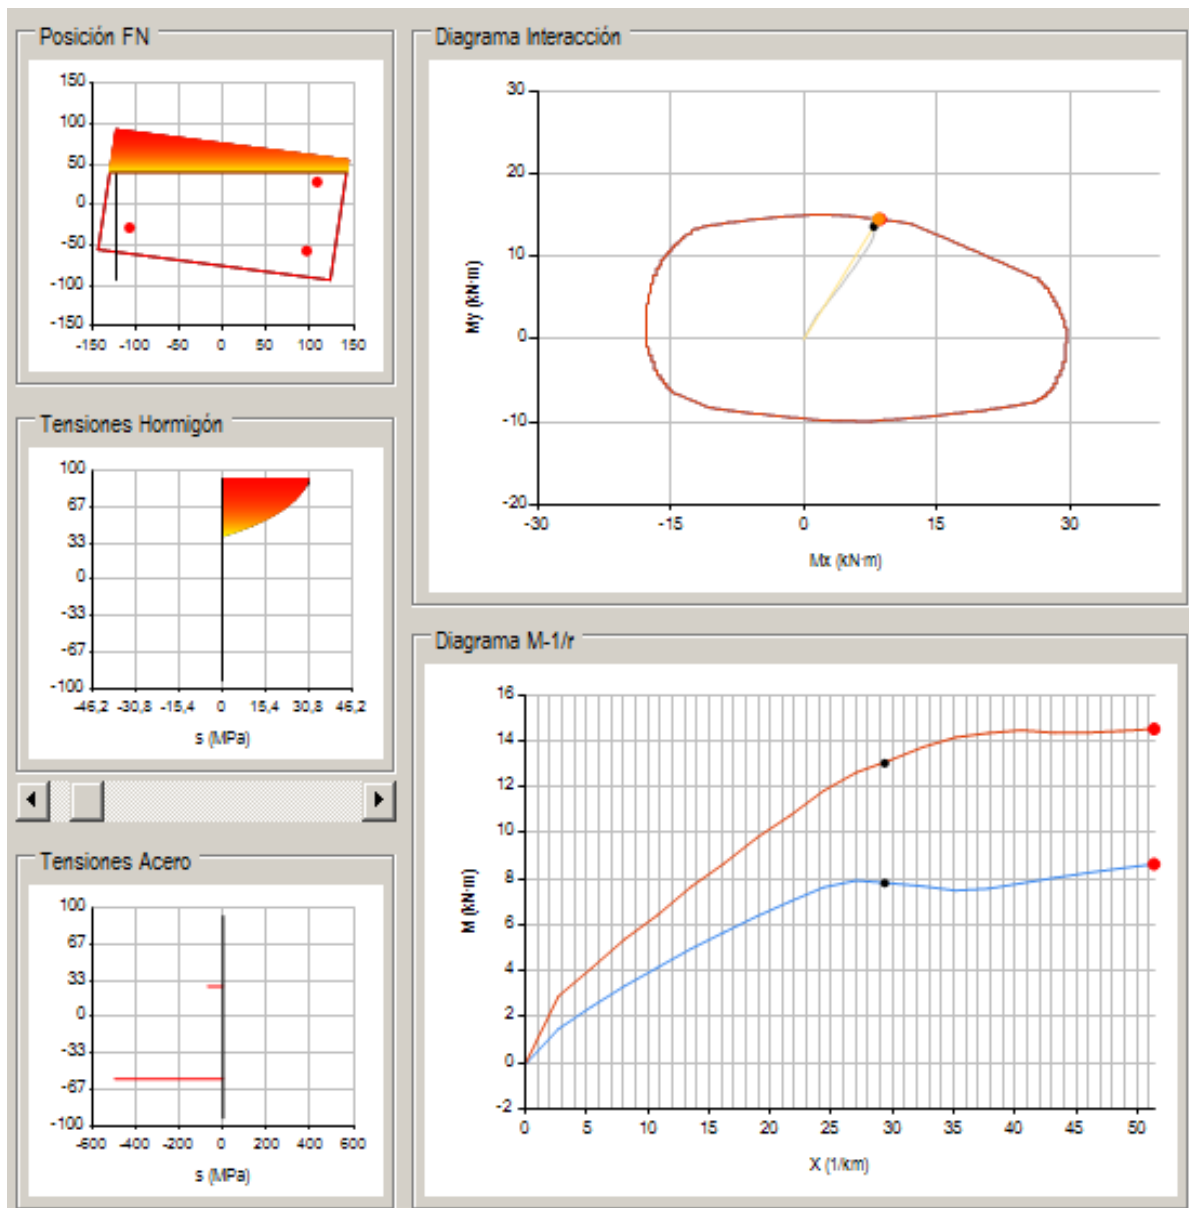 Posición FN
150
100
50
0
-50
-100
-150
-150 -100 -50 0 50 100 150
Tensiones Hormigón
100
67
33
0
-33
-67
-100
-46,2 -30,8 -15,4 0 15,4 30,8 46,2
s (MPa)
Tensiones Acero
100
67
33
0
-33
-67
-100
-600 -400 -200 0 200 400 600
s (MPa)
Diagrama Interacción
30
20
10
0
-10
-20
-30 -15 0 15 30
My (kN·m)
Mx (kN·m)
Diagrama M-1/r
16
14
12
10
8
6
4
2
0
-2
0 5 10 15 20 25 30 35 40 45 50
M (kN·m)
X (1/km)